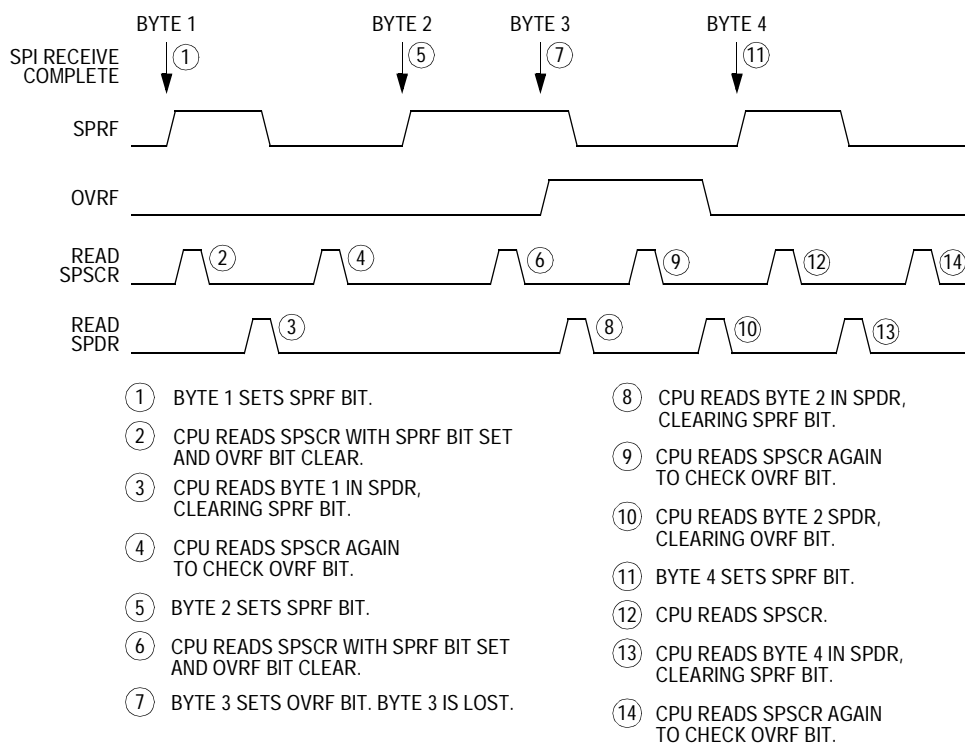 BYTE 1 BYTE 2 BYTE 3 BYTE 4
SPI RECEIVE
COMPLETE
1 5 7 11
SPRF
OVRF
READ
SPSCR
2 4 6 9 12 14
READ
SPDR
3 8 10 13
1 BYTE 1 SETS SPRF BIT.
2 CPU READS SPSCR WITH SPRF BIT SET
AND OVRF BIT CLEAR.
3 CPU READS BYTE 1 IN SPDR,
CLEARING SPRF BIT.
4 CPU READS SPSCR AGAIN
TO CHECK OVRF BIT.
5 BYTE 2 SETS SPRF BIT.
6 CPU READS SPSCR WITH SPRF BIT SET
AND OVRF BIT CLEAR.
7 BYTE 3 SETS OVRF BIT. BYTE 3 IS LOST.
8 CPU READS BYTE 2 IN SPDR,
CLEARING SPRF BIT.
9 CPU READS SPSCR AGAIN
TO CHECK OVRF BIT.
10 CPU READS BYTE 2 SPDR,
CLEARING OVRF BIT.
11 BYTE 4 SETS SPRF BIT.
12 CPU READS SPSCR.
13 CPU READS BYTE 4 IN SPDR,
CLEARING SPRF BIT.
14 CPU READS SPSCR AGAIN
TO CHECK OVRF BIT.